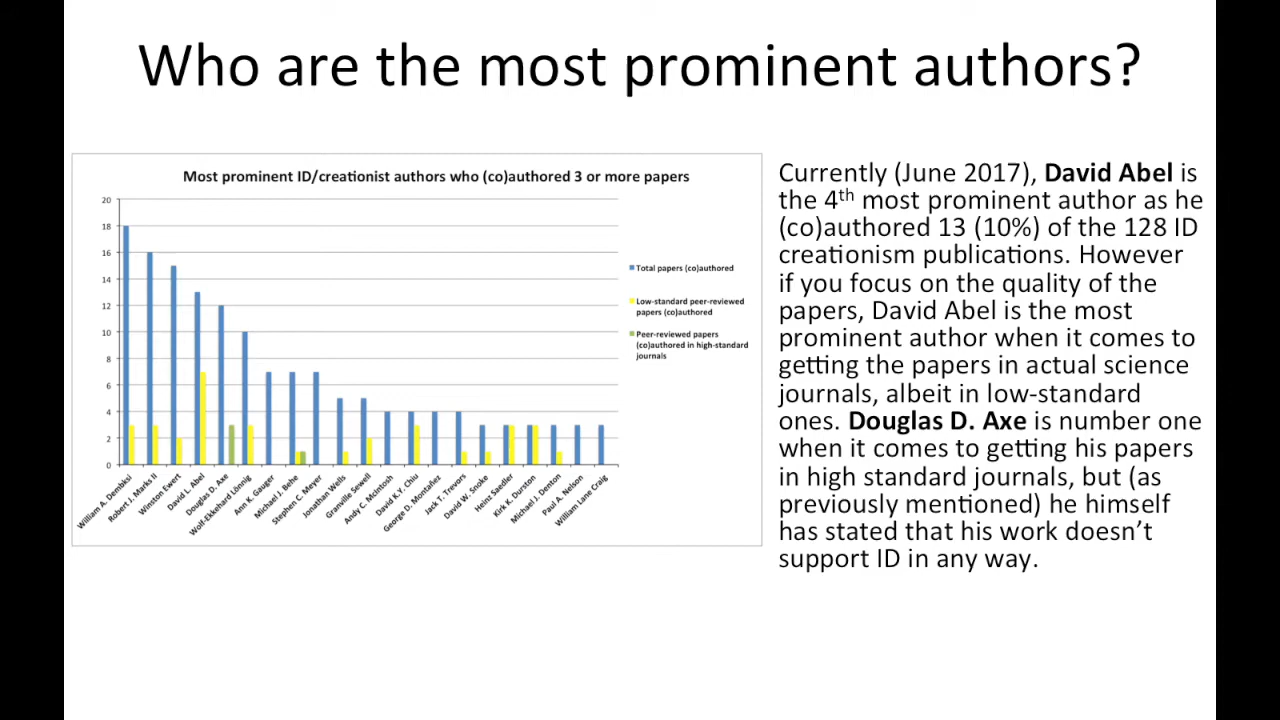 Who are the most prominent authors?
Most prominent ID/creationist authors who (co)authored 3 or more papers
20
18
16
14
12
10
8
6
4
2
0
Total papers (co)authored
Low-standard peer-reviewed
papers (co)authored
Peer-reviewed papers
(co)authored in high-standard
journals
William A. Dembksi
Robert J. Marks II
Winston Ewert
David L. Abel
Douglas D. Axe
Wolf-Ekkehard Lönnig
Ann K. Gauger
Michael J. Behe
Stephen C. Meyer
Jonathan Wells
Granville Sewell
Andy C. McIntosh
David K.Y. Chiu
George D. Montañez
Jack T. Trevors
David W. Snoke
Heinz Saedler
Kirk K. Durston
Michael J. Denton
Paul A. Nelson
William Lane Craig
Currently (June 2017), David Abel is
the 4th most prominent author as he
(co)authored 13 (10%) of the 128 ID
creationism publications. However
if you focus on the quality of the
papers, David Abel is the most
prominent author when it comes to
getting the papers in actual science
journals, albeit in low-standard
ones. Douglas D. Axe is number one
when it comes to getting his papers
in high standard journals, but (as
previously mentioned) he himself
has stated that his work doesn't
support ID in any way.